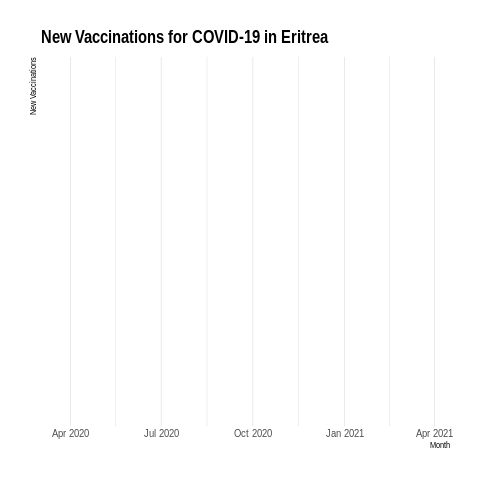 New Vaccinations for COVID-19 in Eritrea
New Vaccinations
Apr 2020 Jul 2020 Oct 2020 Jan 2021 Apr 2021
Month